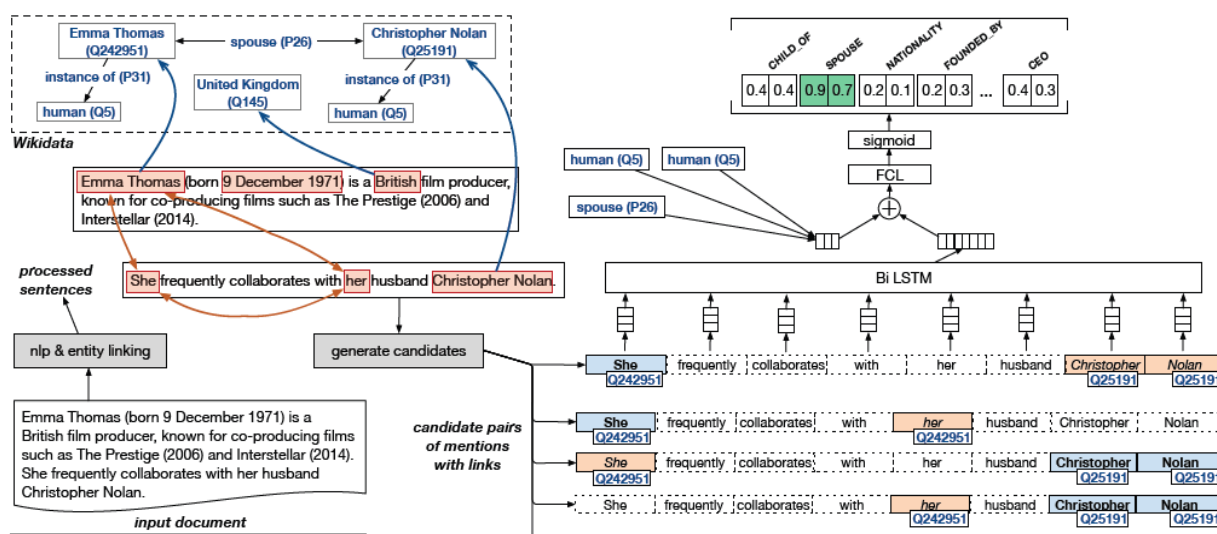 Emma Thomas
(Q242951)
spouse (P26)
Christopher Nolan
(Q25191)
instance of (P31)
instance of (P31)
United Kingdom
(Q145)
human (Q5)
human (Q5)
Wikidata
Emma Thomas (born 9 December 1971) is a British film producer,
known for co-producing films such as The Prestige (2006) and
Interstellar (2014).
She frequently collaborates with her husband Christopher Nolan.
processed
sentences
nlp & entity linking
generate candidates
Emma Thomas (born 9 December 1971) is a
British film producer, known for co-producing films
such as The Prestige (2006) and Interstellar (2014).
She frequently collaborates with her husband
Christopher Nolan.
input document
candidate pairs
of mentions
with links
CHILD_OF SPOUSE NATIONALITY FOUNDED_BY CEO
0.4 0.4 0.9 0.7 0.2 0.1 0.2 0.3 ... 0.4 0.3
sigmoid
FCL
human (Q5)
human (Q5)
spouse (P26)
Bi LSTM
She frequently collaborates with her husband Christopher Nolan
Q242951 Q25191 Q25191
She frequently collaborates with her husband Christopher Nolan
Q242951 Q242951
She frequently collaborates with her husband Christopher Nolan
Q242951 Q25191 Q25191
She frequently collaborates with her husband Christopher Nolan
Q242951 Q25191 Q25191